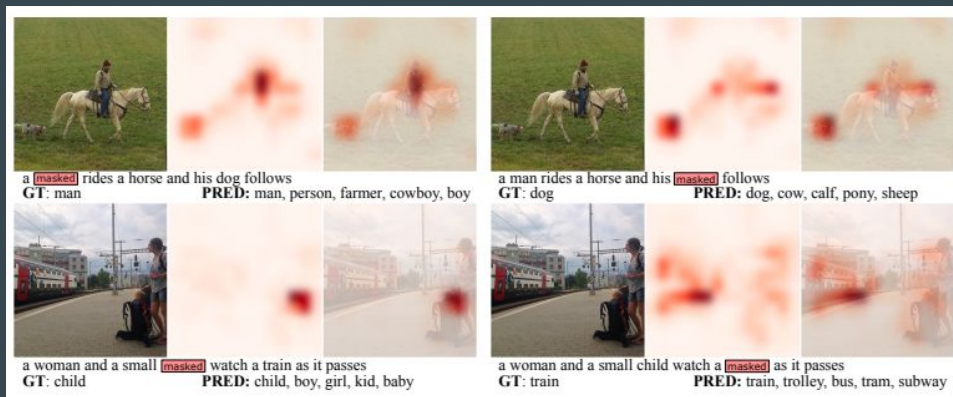 a masked rides a horse and his dog follows
GT: man PRED: man, person, farmer, cowboy, boy
a man rides a horse and his masked follows
GT: dog PRED: dog, cow, calf, pony, sheep
a woman and a small masked watch a train as it passes
GT: child PRED: child, boy, girl, kid, baby
a woman and a small child watch a masked as it passes
GT: train PRED: train, trolley, bus, tram, subway